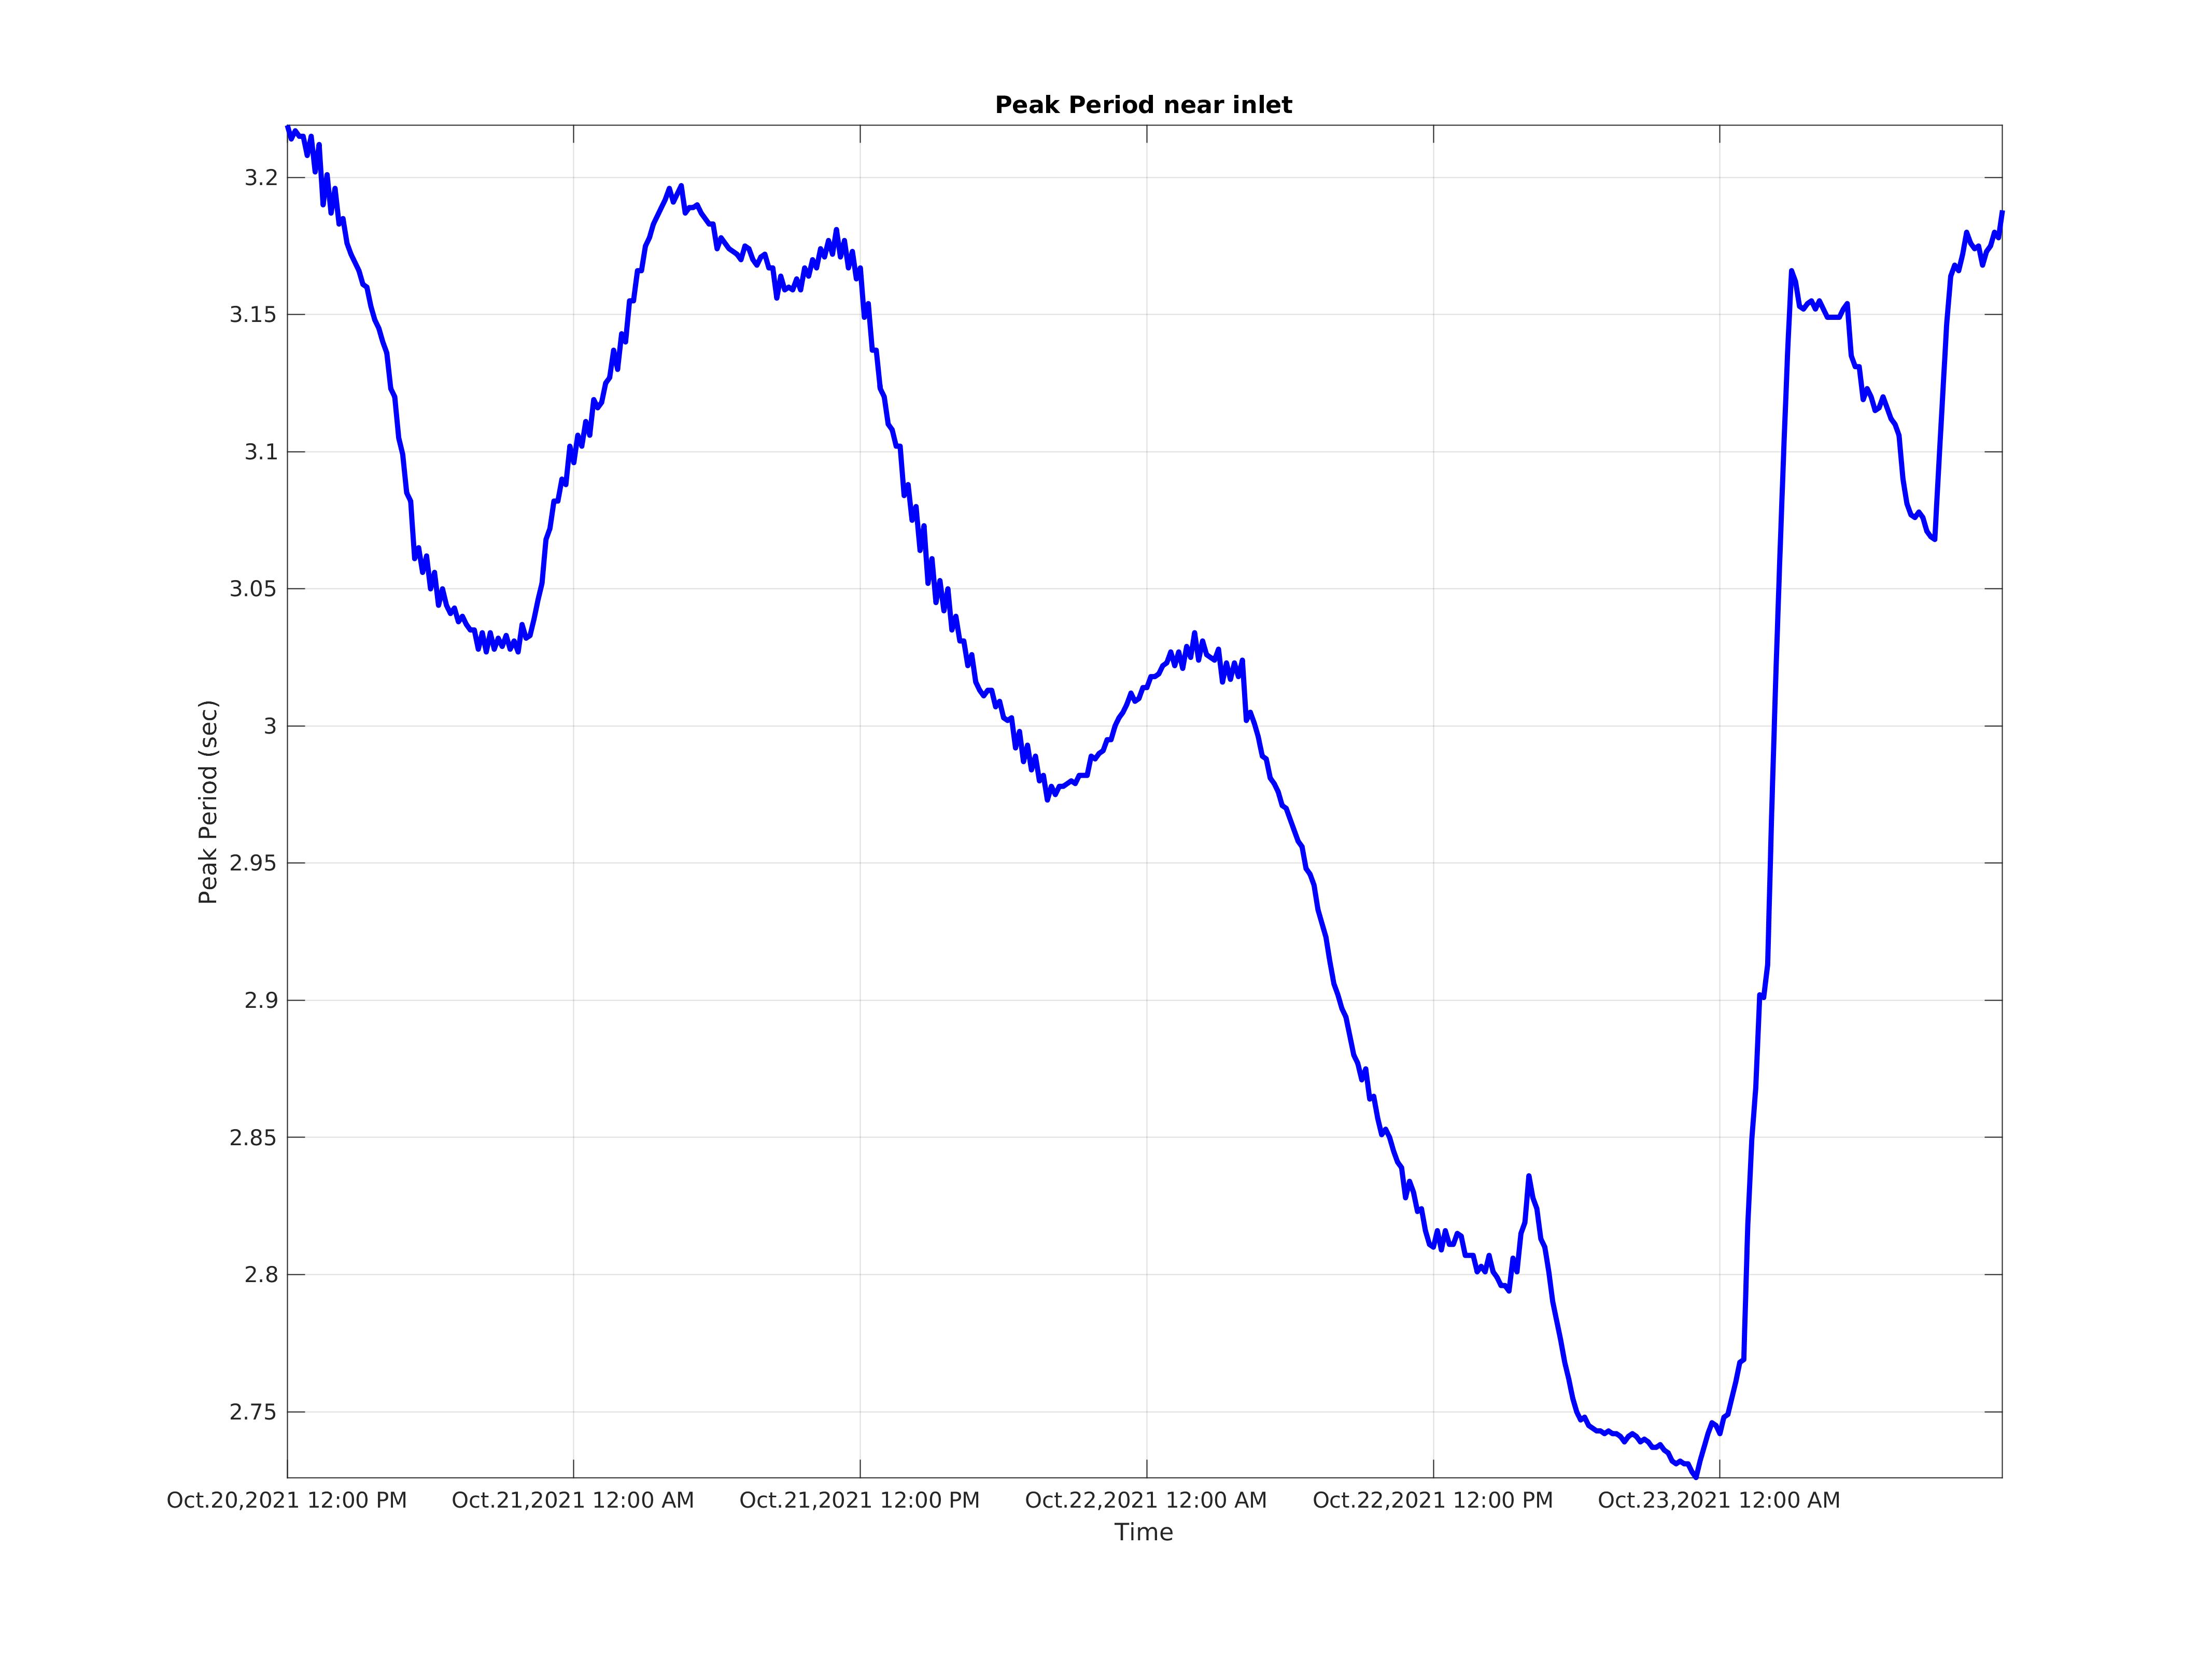 Peak Period near inlet
3.2
3.15
3.1
3.05
3
2.95
2.9
2.85
2.8
2.75
Peak Period (sec)
Oct.20,2021 12:00 PM Oct.21,2021 12:00 AM Oct.21,2021 12:00 PM Oct.22,2021 12:00 AM Oct.22,2021 12:00 PM Oct.23,2021 12:00 AM
Time